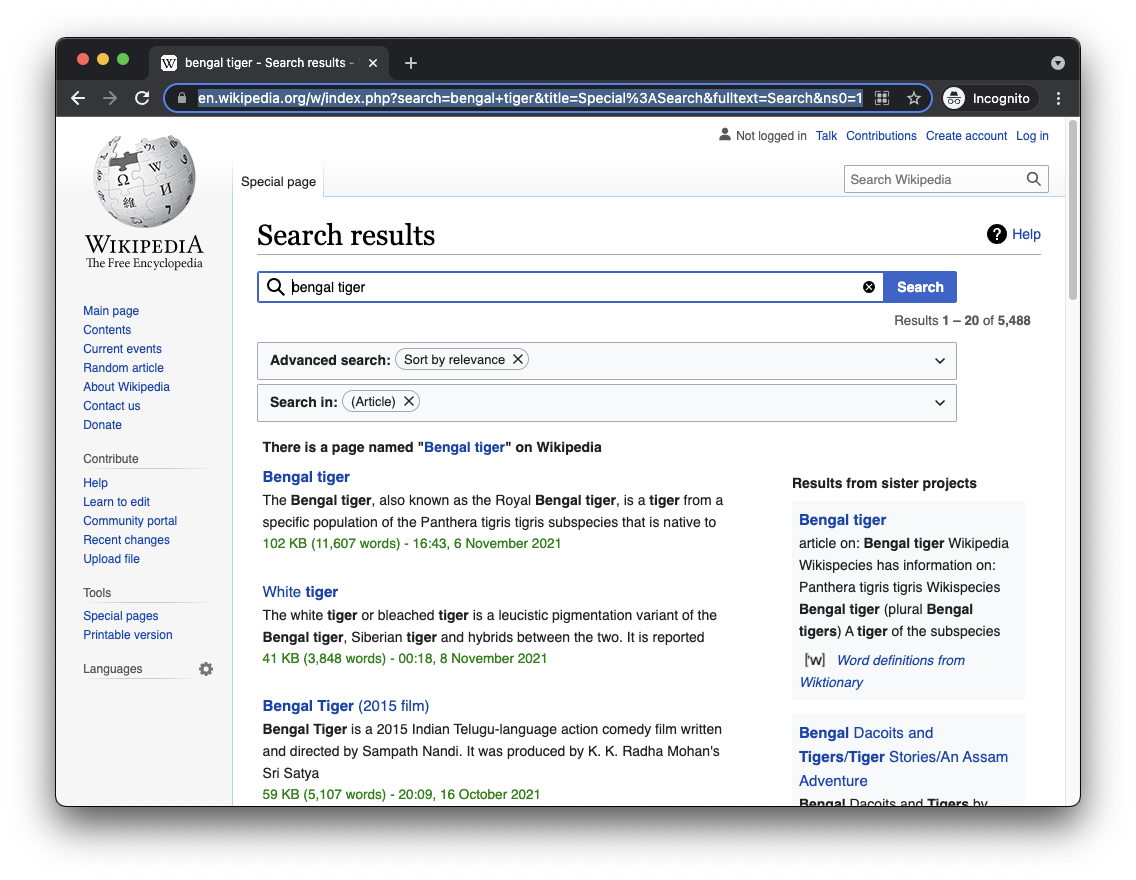 bengal tiger - Search results -
en.wikipedia.org/w/index.php?search=bengal+tiger&title=Special%3ASearch&fulltext=Search&ns0=1
Incognito
Not logged in Talk Contributions Create account Log in
Special page
Search Wikipedia
WIKIPEDIA
The Free Encyclopedia
Main page
Contents
Current events
Random article
About Wikipedia
Contact us
Donate
Contribute
Help
Learn to edit
Community portal
Recent changes
Upload file
Tools
Special pages
Printable version
Languages
Search results
Help
bengal tiger
Search
Results 1 – 20 of 5,488
Advanced search: Sort by relevance
Search in: (Article)
There is a page named "Bengal tiger" on Wikipedia
Bengal tiger
The Bengal tiger, also known as the Royal Bengal tiger, is a tiger from a
specific population of the Panthera tigris tigris subspecies that is native to
102 KB (11,607 words) - 16:43, 6 November 2021
White tiger
The white tiger or bleached tiger is a leucistic pigmentation variant of the
Bengal tiger, Siberian tiger and hybrids between the two. It is reported
41 KB (3,848 words) - 00:18, 8 November 2021
Bengal Tiger (2015 film)
Bengal Tiger is a 2015 Indian Telugu-language action comedy film written
and directed by Sampath Nandi. It was produced by K. K. Radha Mohan's
Sri Satya
59 KB (5,107 words) - 20:09, 16 October 2021
Results from sister projects
Bengal tiger
article on: Bengal tiger Wikipedia
Wikispecies has information on:
Panthera tigris tigris Wikispecies
Bengal tiger (plural Bengal
tigers) A tiger of the subspecies
['w] Word definitions from
Wiktionary
Bengal Dacoits and
Tigers/Tiger Stories/An Assam
Adventure
Bengal Dacoits and Tigers by